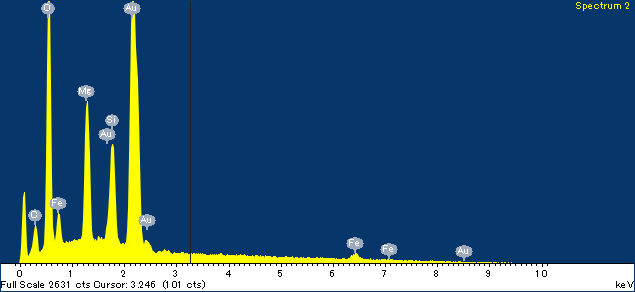 Spectrum 2
O Au
Mg
Si
Au
Fe
C Au
Fe Fe Au
0 1 2 3 4 5 6 7 8 9 10
Full Scale 2631 cts Cursor: 3.246 (101 cts) keV